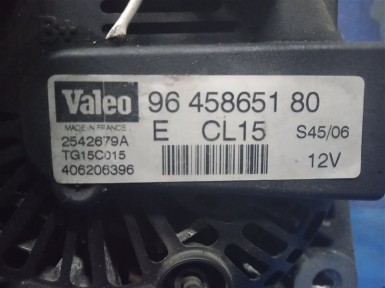 B+
Valeo 96 458651 80
MADE IN FRANCE E CL15 S45/06
2542679A
TG15C015 12V
406206396